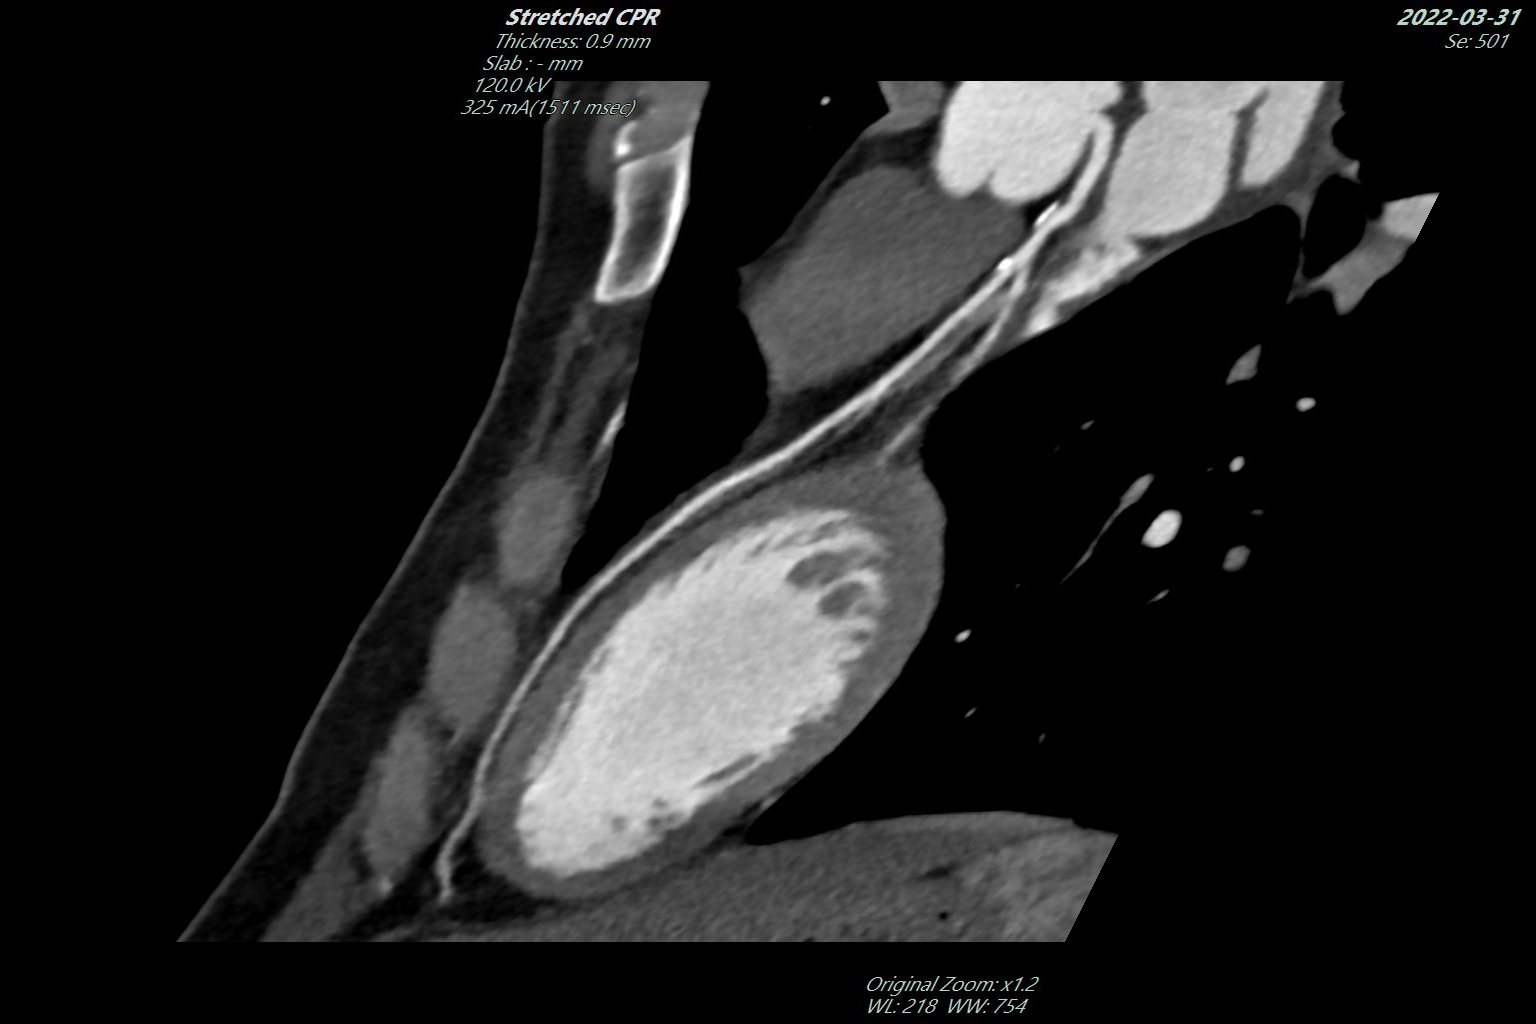 Stretched CPR
Thickness: 0.9 mm
Slab : - mm
120.0 kV
325 mA(1511 msec)
2022-03-31
Se: 501
Original Zoom: x1.2
WL: 218 WW: 754